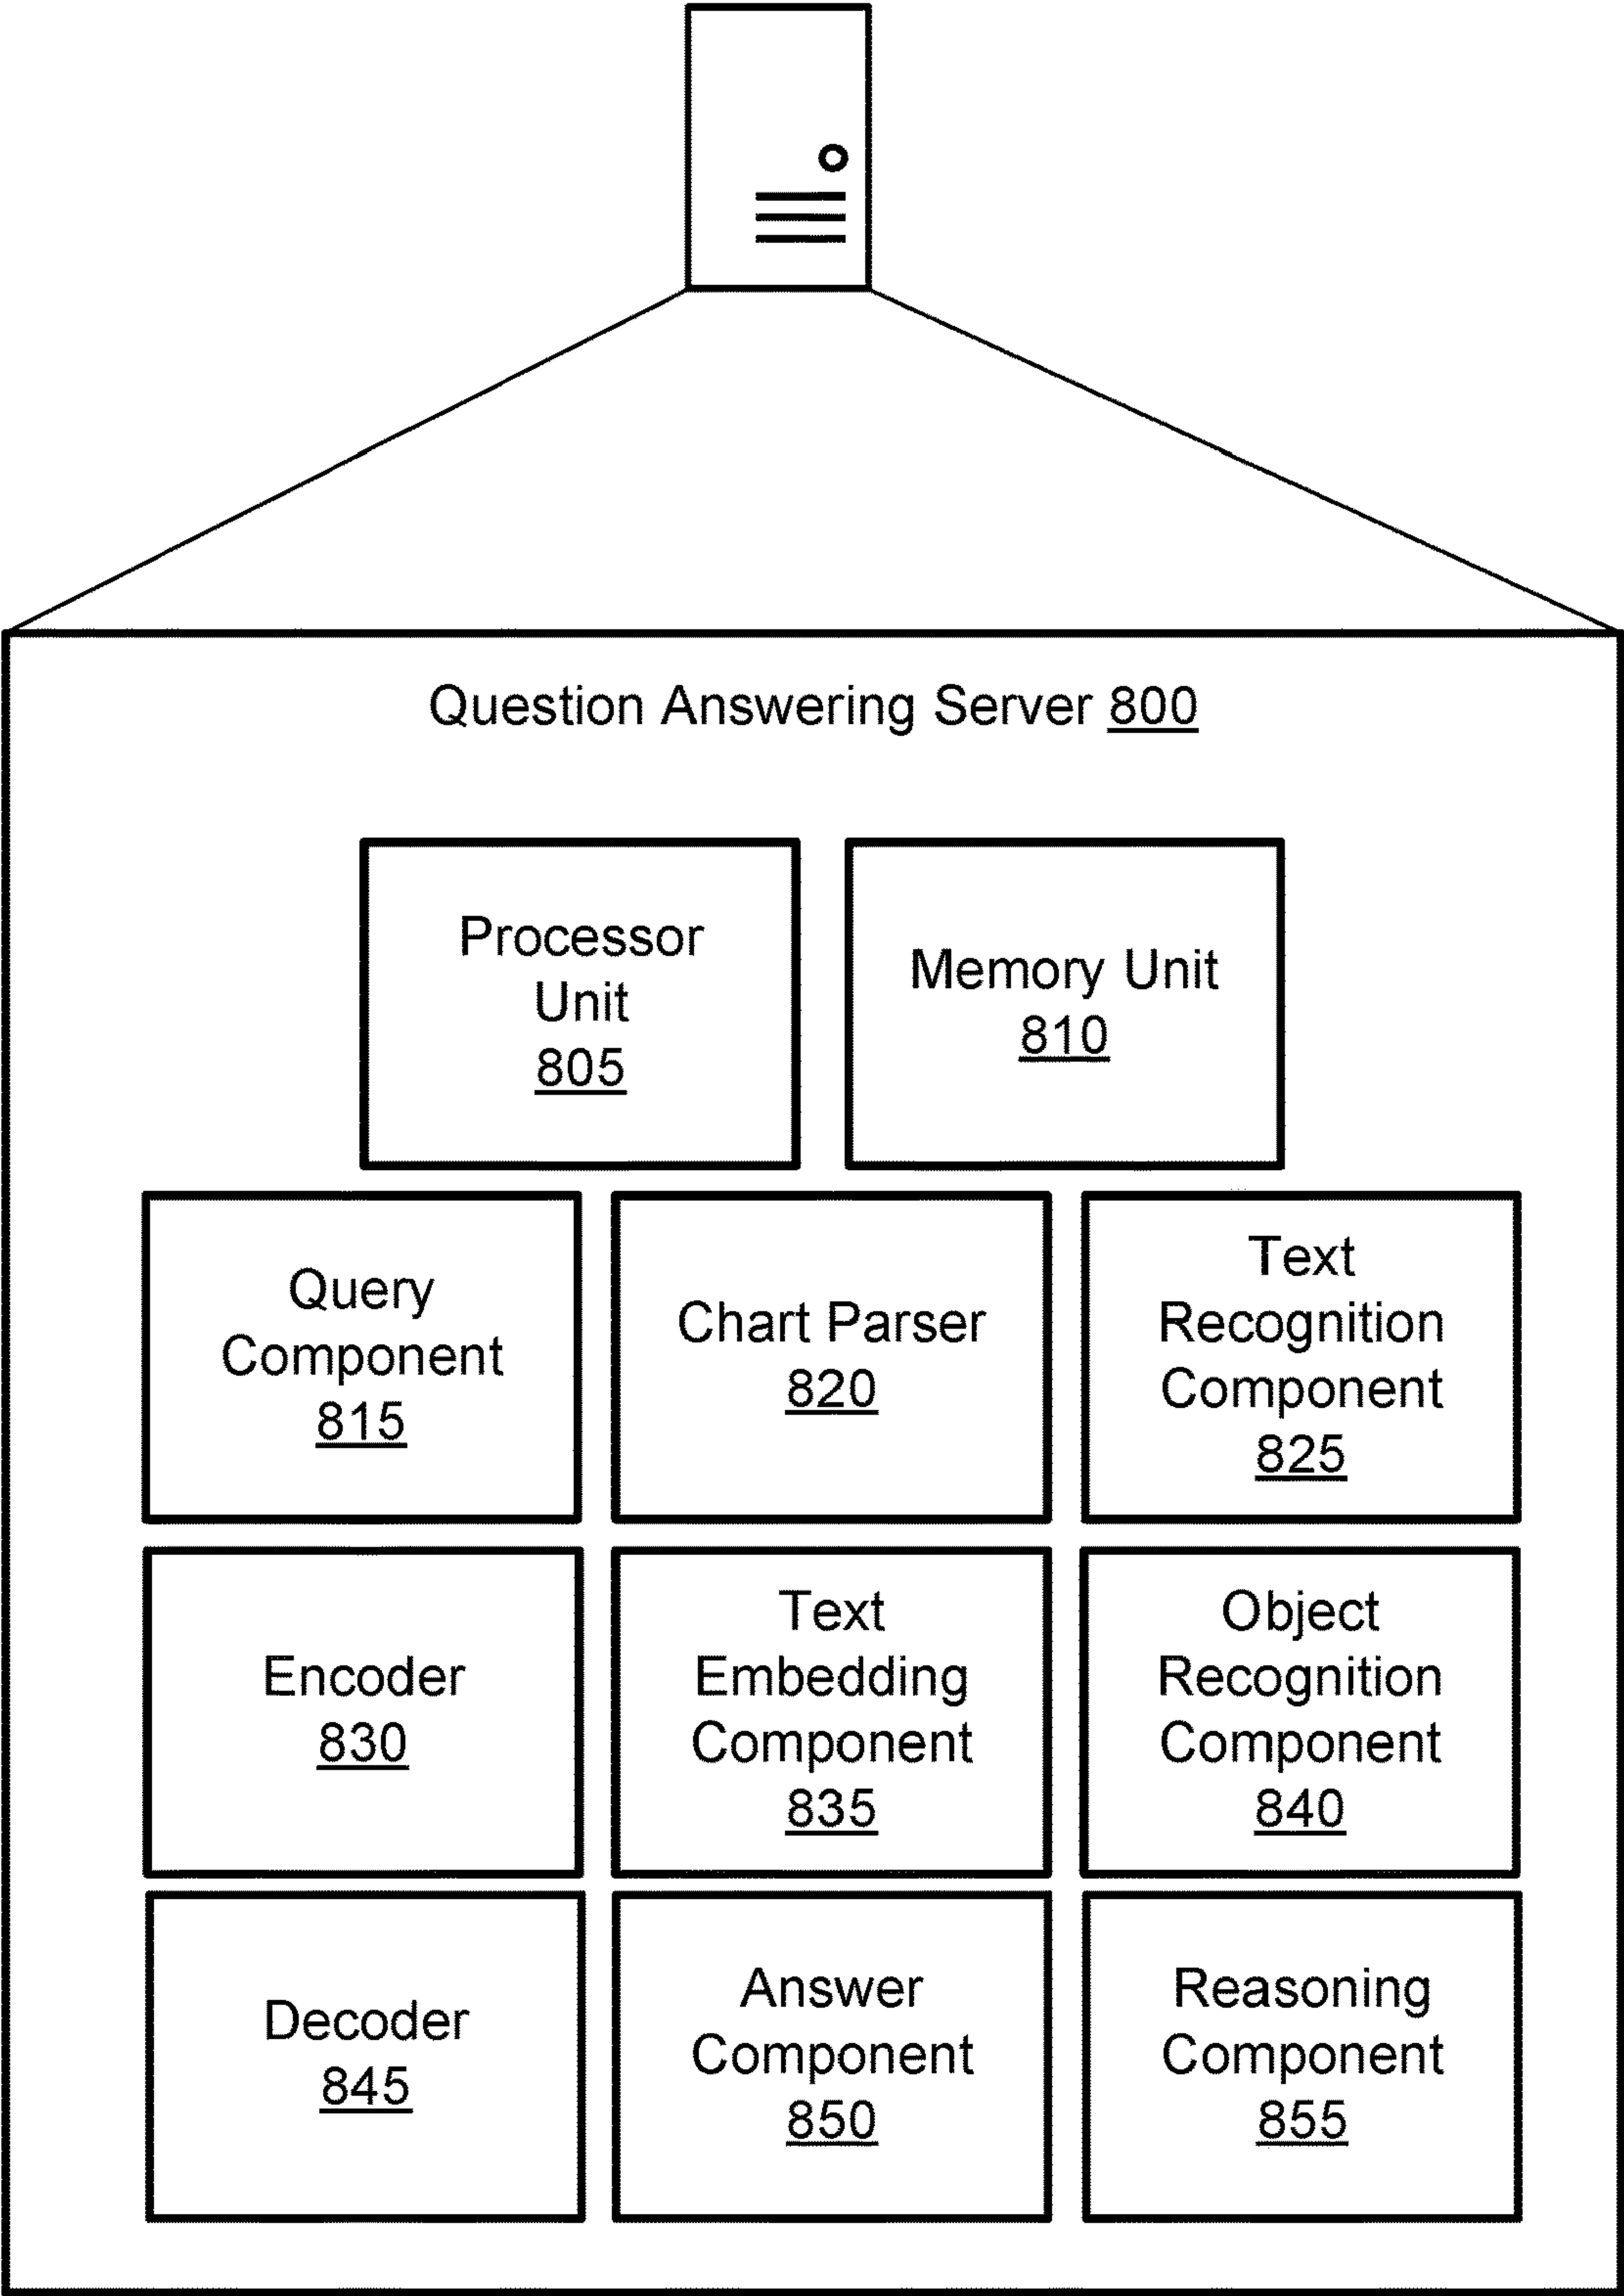 Question Answering Server 800
Processor
Unit
805
Memory Unit
810
Query
Component
815
Chart Parser
820
Text
Recognition
Component
825
Encoder
830
Text
Embedding
Component
835
Object
Recognition
Component
840
Decoder
845
Answer
Component
850
Reasoning
Component
855